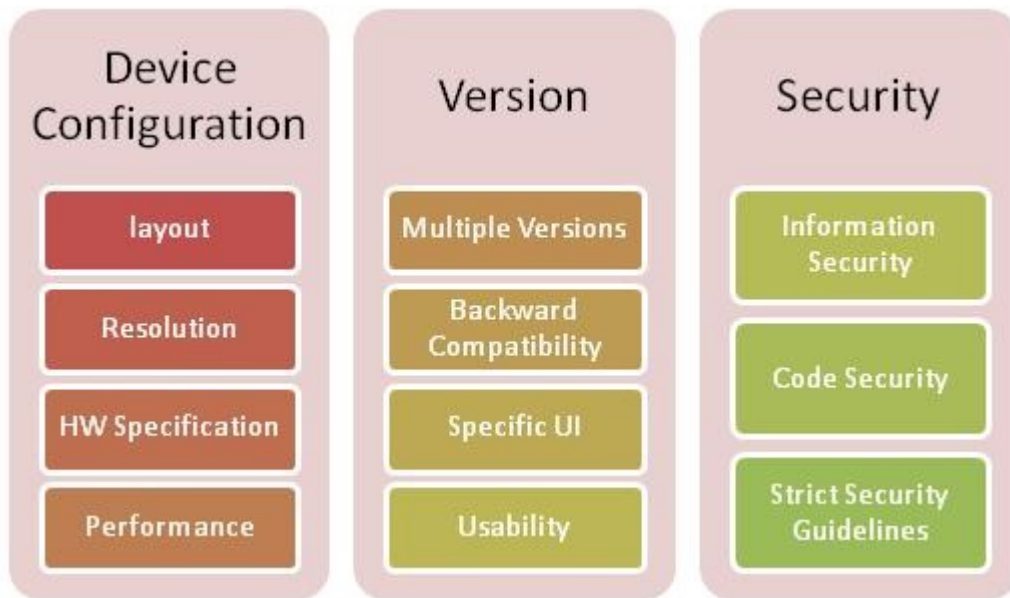 Device
Configuration
layout
Resolution
HW Specification
Performance
Version
Multiple Versions
Backward
Compatibility
Specific UI
Usability
Security
Information
Security
Code Security
Strict Security
Guidelines